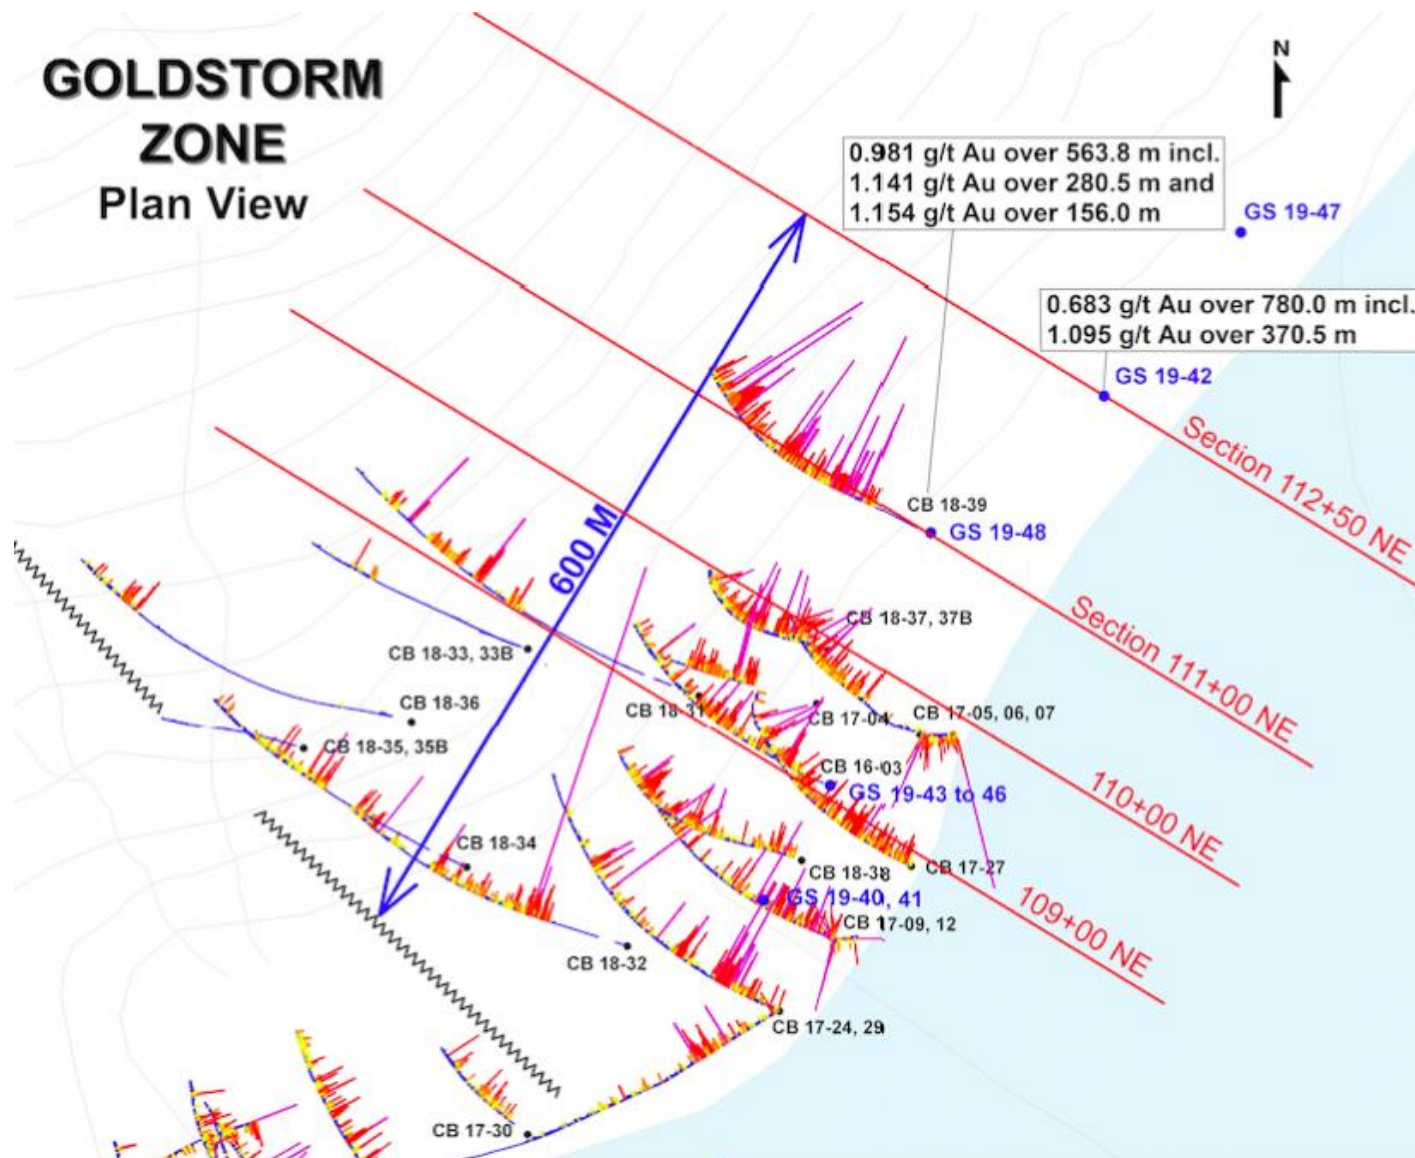 GOLDSTORM
ZONE
Plan View
N
0.981 g/t Au over 563.8 m incl.
1.141 g/t Au over 280.5 m and
1.154 g/t Au over 156.0 m
GS 19-47
0.683 g/t Au over 780.0 m incl.
1.095 g/t Au over 370.5 m
GS 19-42
Section 112+50 NE
CB 18-39
GS 19-48
600 M
Section 111+00 NE
CB 18-37, 37B
CB 18-33, 33B
CB 18-36
CB 18-31
CB 17-04
CB 17-05, 06, 07
CB 18-35, 35B
CB 16-03
GS 19-43 to 46
110+00 NE
CB 18-34
CB 18-38
CB 17-27
GS 19-40, 41
CB 17-09, 12
109+00 NE
CB 18-32
CB 17-24, 29
CB 17-30